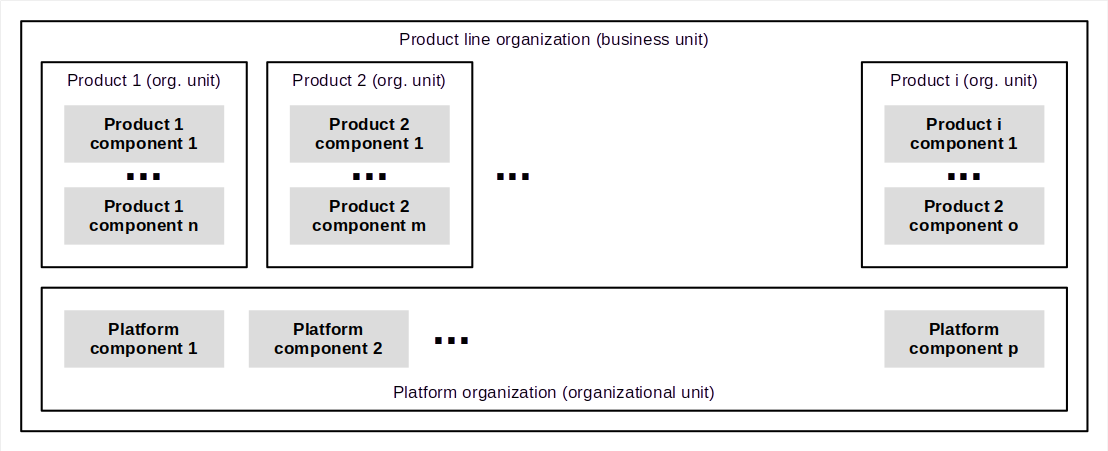 Product line organization (business unit)
Product 1 (org. unit)
Product 1
component 1
...
Product 1
component n
Product 2 (org. unit)
Product 2
component 1
...
Product 2
component m
...
Product i (org. unit)
Product i
component 1
...
Product 2
component o
Platform
component 1
Platform
component 2
...
Platform
component p
Platform organization (organizational unit)